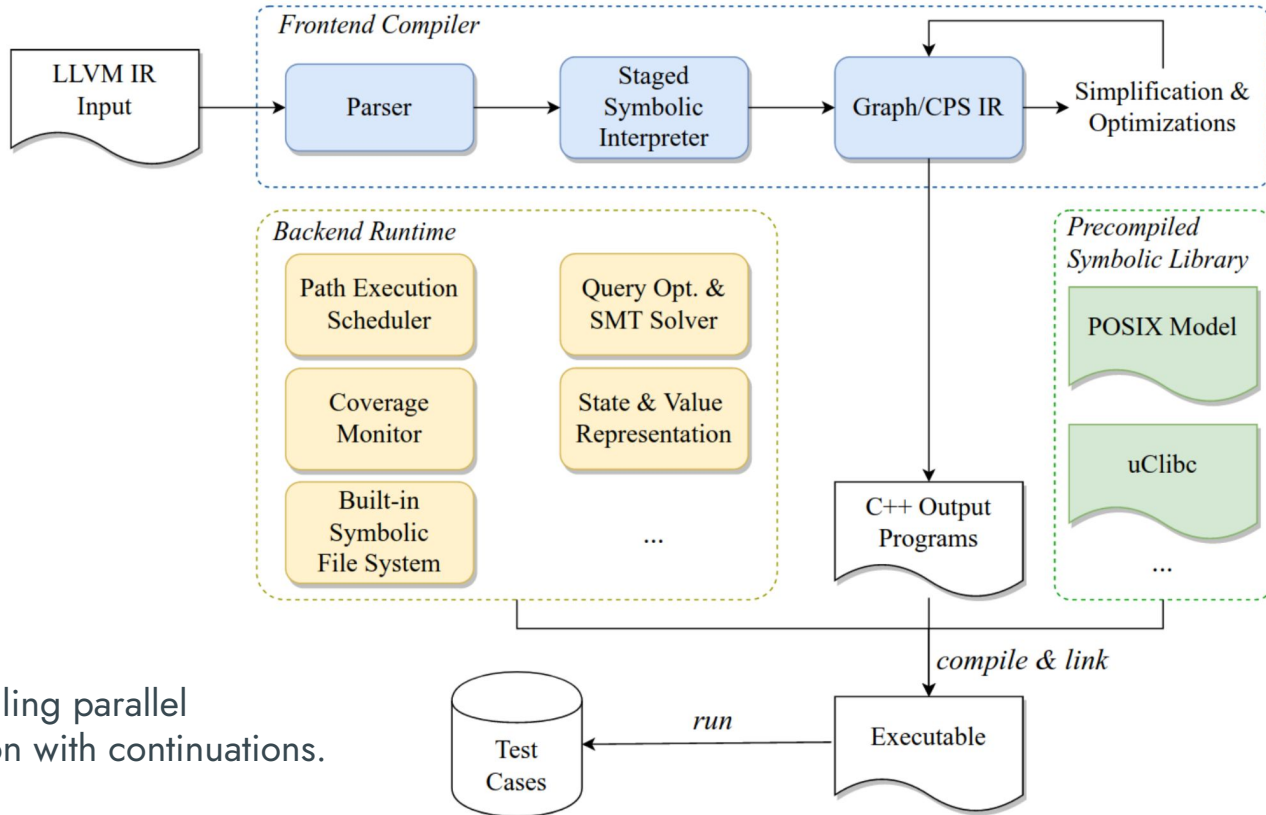 Frontend Compiler
LLVM IR
Input
Parser
Staged
Symbolic
Interpreter
Graph/CPS IR
Simplification &
Optimizations
Backend Runtime
Path Execution
Scheduler
Query Opt. &
SMT Solver
Coverage
Monitor
State & Value
Representation
Built-in
Symbolic
File System
...
Precompiled
Symbolic Library
POSIX Model
uClibc
...
C++ Output
Programs
compile & link
Executable
run
Test
Cases
ling parallel
on with continuations.